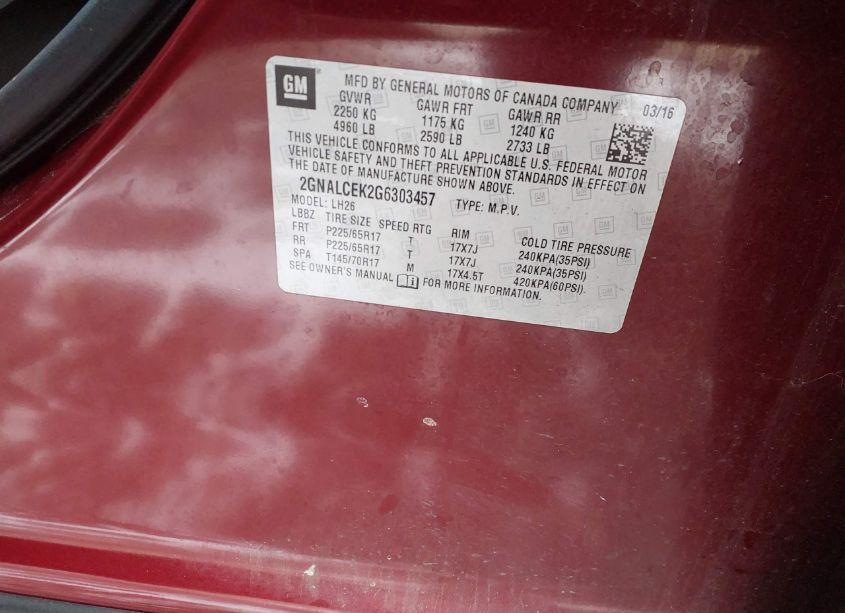 GM
MFD BY GENERAL MOTORS OF CANADA COMPANY 03/16
GVWR GAWR FRT GAWR RR
2250 KG 1175 KG 1240 KG
4960 LB 2590 LB 2733 LB
THIS VEHICLE CONFORMS TO ALL APPLICABLE U.S. FEDERAL MOTOR
VEHICLE SAFETY AND THEFT PREVENTION STANDARDS IN EFFECT ON
THE DATE OF MANUFACTURE SHOWN ABOVE.
2GNALCEK2G6303457 TYPE: M.P.V.
MODEL: LH26
LBBZ TIRE SIZE SPEED RTG RIM COLD TIRE PRESSURE
FRT P225/65R17 T 17X7J 240KPA(35PSI)
RR P225/65R17 T 17X7J 240KPA(35PSI)
SPA T145/70R17 M 17X4.5T 420KPA(60PSI).
SEE OWNER'S MANUAL FOR MORE INFORMATION.